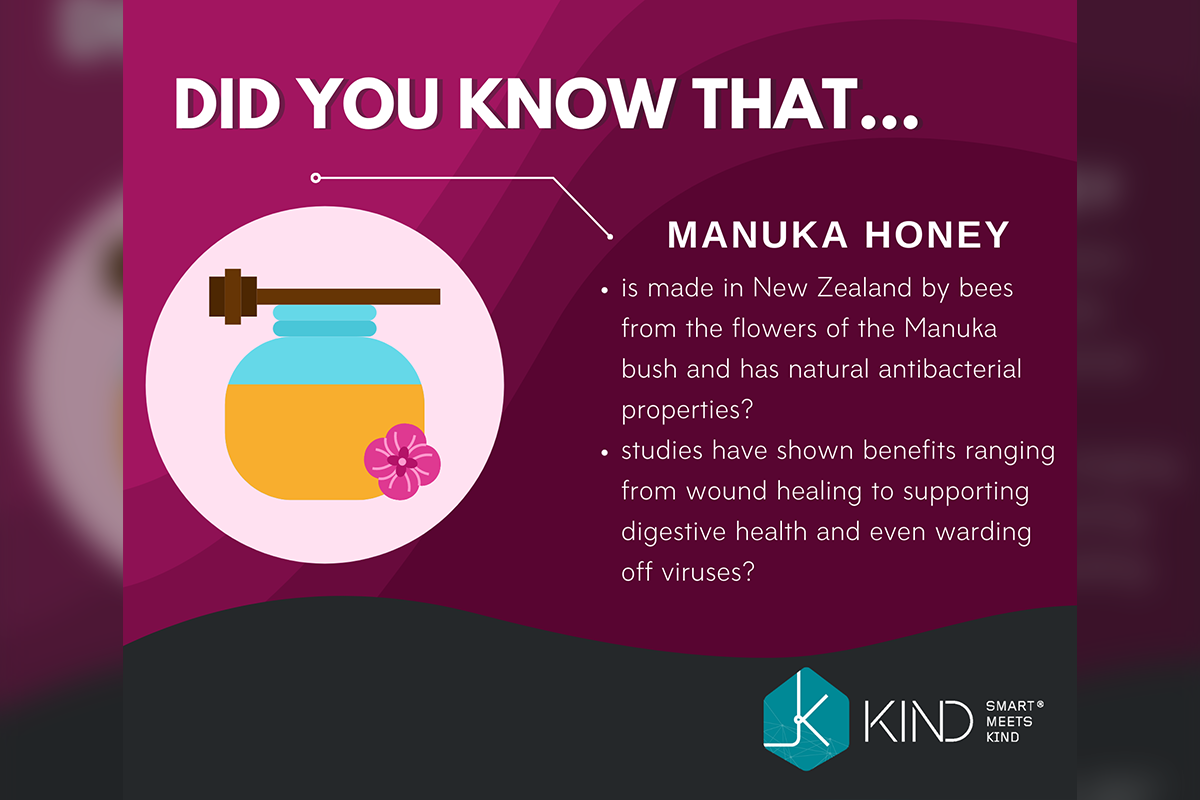 DID YOU KNOW THAT...
MANUKA HONEY
• is made in New Zealand by bees
from the flowers of the Manuka
bush and has natural antibacterial
properties?
• studies have shown benefits ranging
from wound healing to supporting
digestive health and even warding
off viruses?
K
KIND
SMART®
MEETS
KIND